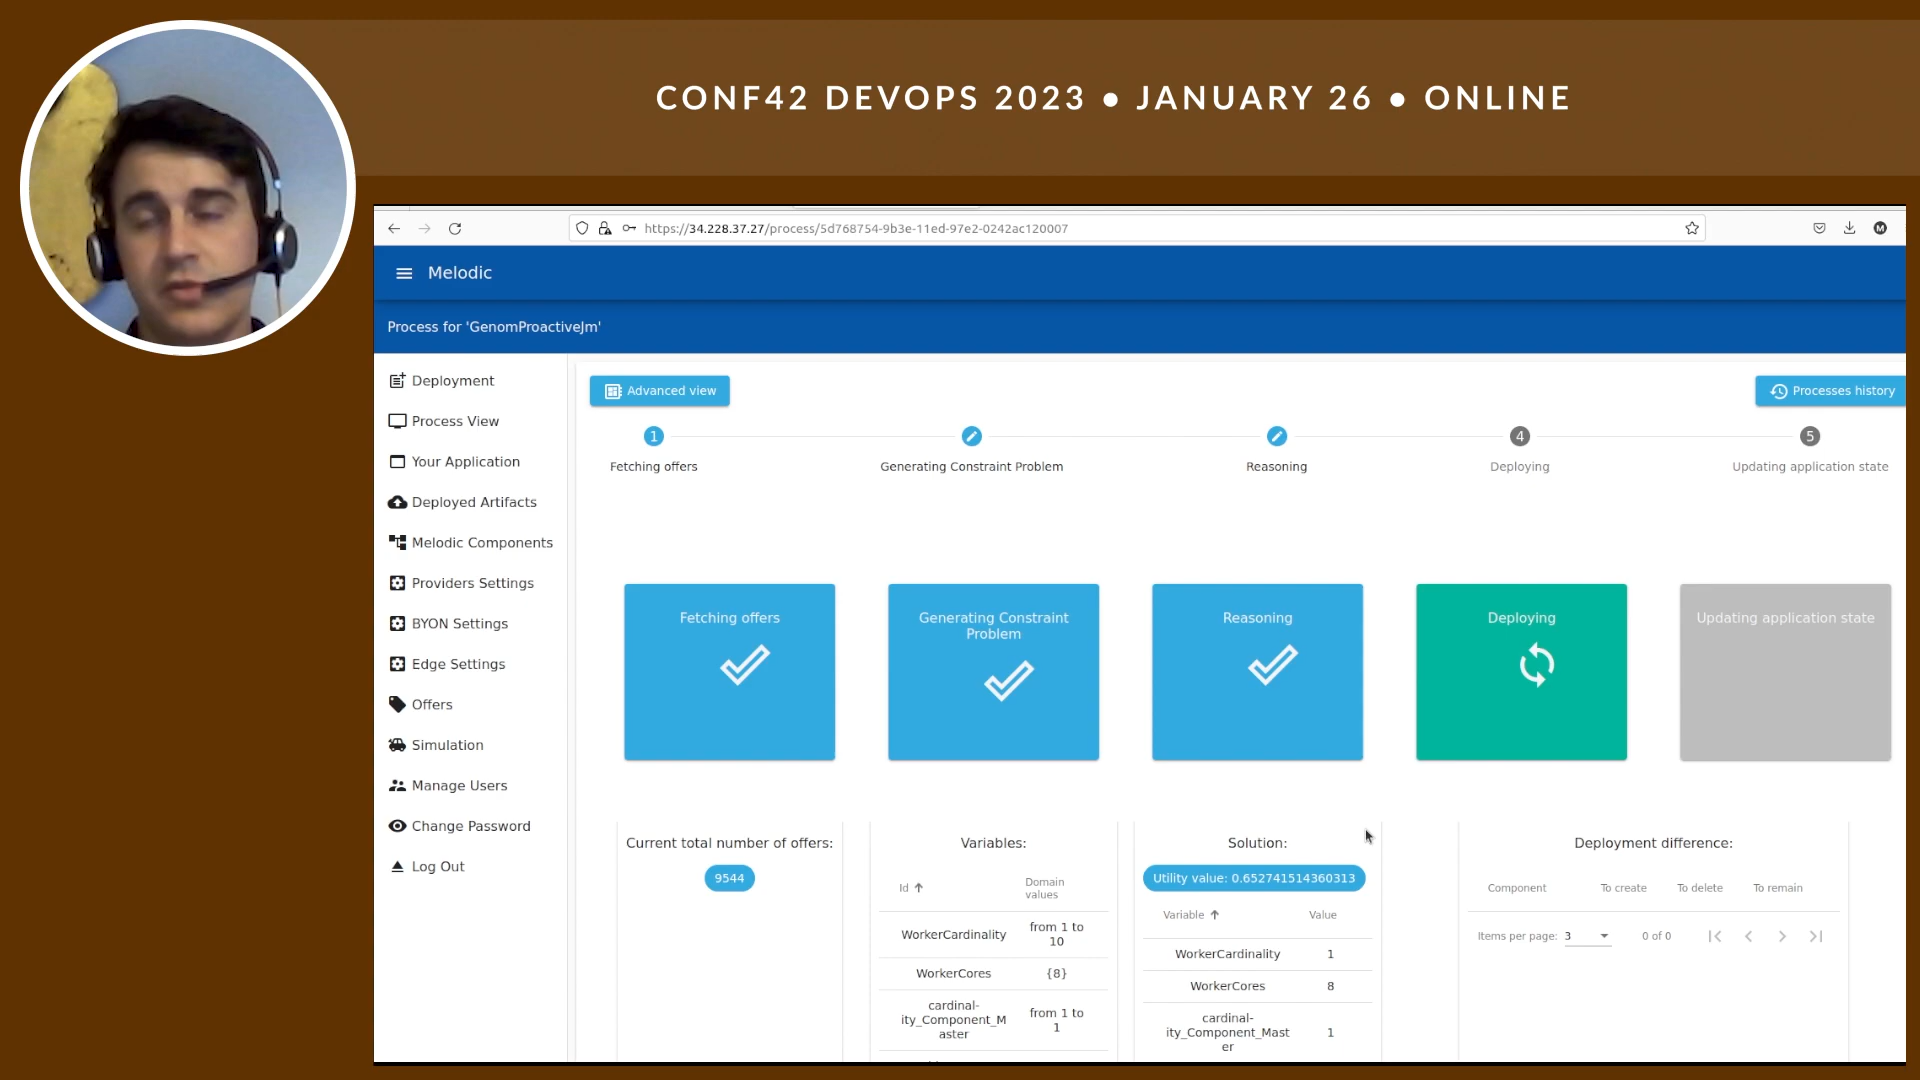 CONF42 DEVOPS 2023 • JANUARY 26 • ONLINE
https://34.228.37.27/process/5d768754-9b3e-11ed-97e2-0242ac120007
M
Melodic
Process for 'GenomProactiveJm'
Deployment
Process View
Your Application
Deployed Artifacts
Melodic Components
Providers Settings
BYON Settings
Edge Settings
Offers
Simulation
Manage Users
Change Password
Log Out
Advanced view
Processes history
1
4
5
Fetching offers
Generating Constraint Problem
Reasoning
Deploying
Updating application state
Fetching offers
Generating Constraint
Problem
Reasoning
Deploying
Updating application state
Current total number of offers:
9544
Variables:
Id
Domain
values
WorkerCardinality
from 1 to
10
WorkerCores
{8}
cardinal-
ity_Component_M
aster
from 1 to
1
Solution:
Utility value: 0.652741514360313
Variable
Value
WorkerCardinality
1
WorkerCores
8
cardinal-
ity_Component_Mast
er
1
Deployment difference:
Component
To create
To delete
To remain
Items per page:
3
0 of 0